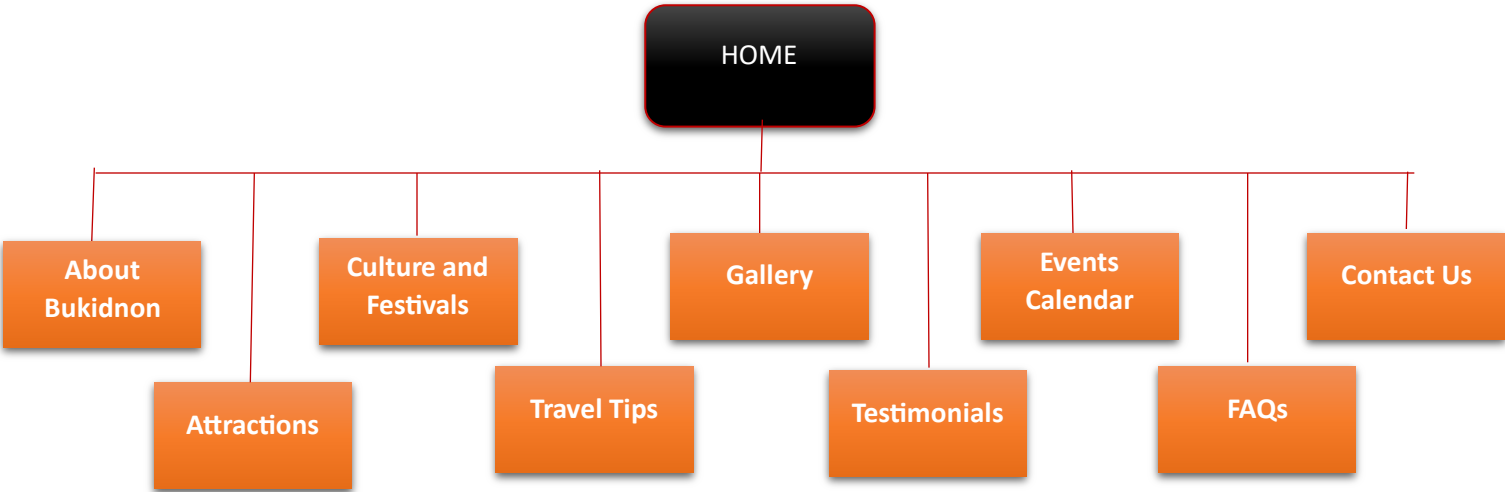 HOME
About
Bukidnon
Culture and
Festivals
Gallery
Events
Calendar
Contact Us
Attractions
Travel Tips
Testimonials
FAQs